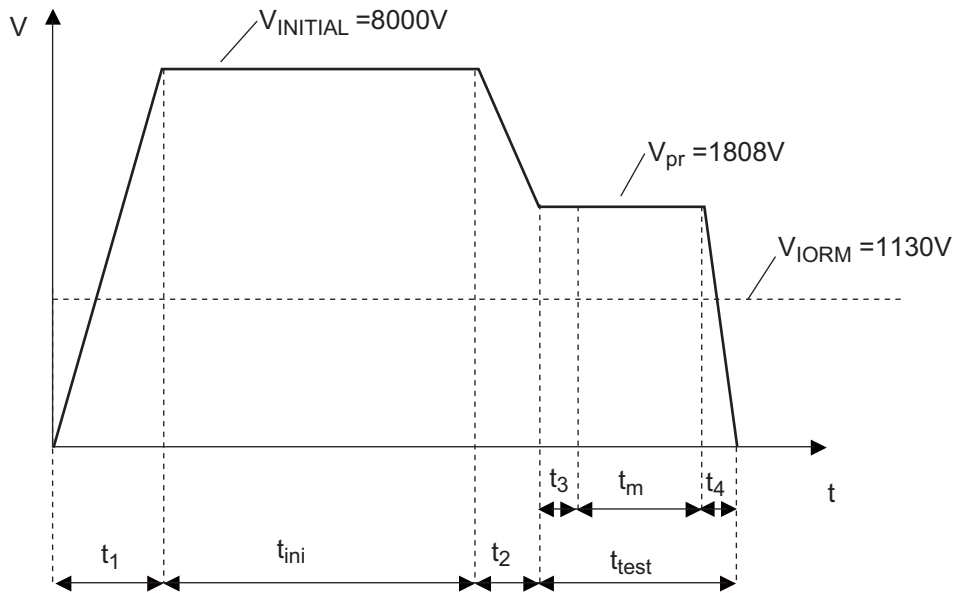 V
V_INITIAL =8000V
V_pr =1808V
V_IORM =1130V
t
t_3
t_m
t_4
t_1
t_ini
t_2
t_test